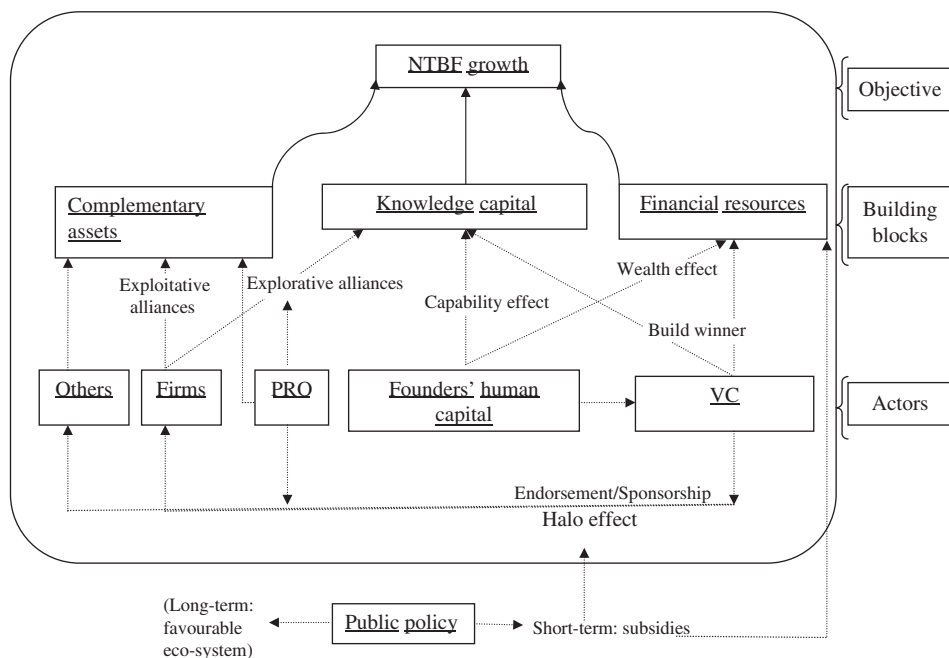 NTBF growth
Objective
Complementary
assets
Knowledge capital
Financial resources
Building
blocks
Exploitative
alliances
Explorative alliances
Capability effect
Wealth effect
Build winner
Others
Firms
PRO
Founders' human
capital
VC
Actors
Endorsement/Sponsorship
Halo effect
(Long-term:
favourable
eco-system)
Public policy
Short-term: subsidies